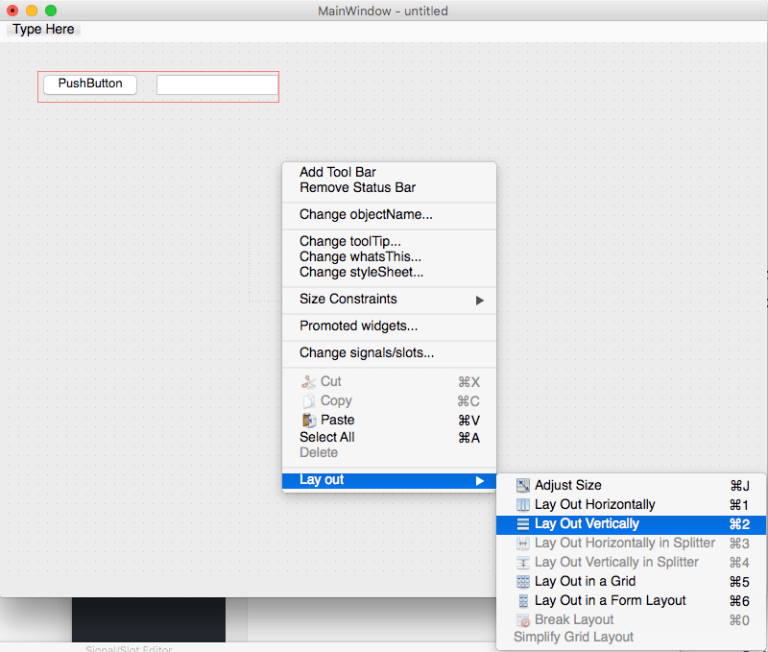 MainWindow - untitled
Type Here
PushButton
Add Tool Bar
Remove Status Bar
Change objectName...
Change toolTip...
Change whatsThis...
Change styleSheet...
Size Constraints
Promoted widgets...
Change signals/slots...
Cut ⌘X
Copy ⌘C
Paste ⌘V
Select All ⌘A
Delete
Lay out
Adjust Size ⌘J
Lay Out Horizontally ⌘1
Lay Out Vertically ⌘2
Lay Out Horizontally in Splitter ⌘3
Lay Out Vertically in Splitter ⌘4
Lay Out in a Grid ⌘5
Lay Out in a Form Layout ⌘6
Break Layout ⌘0
Simplify Grid Layout
Signal/Slot Editor